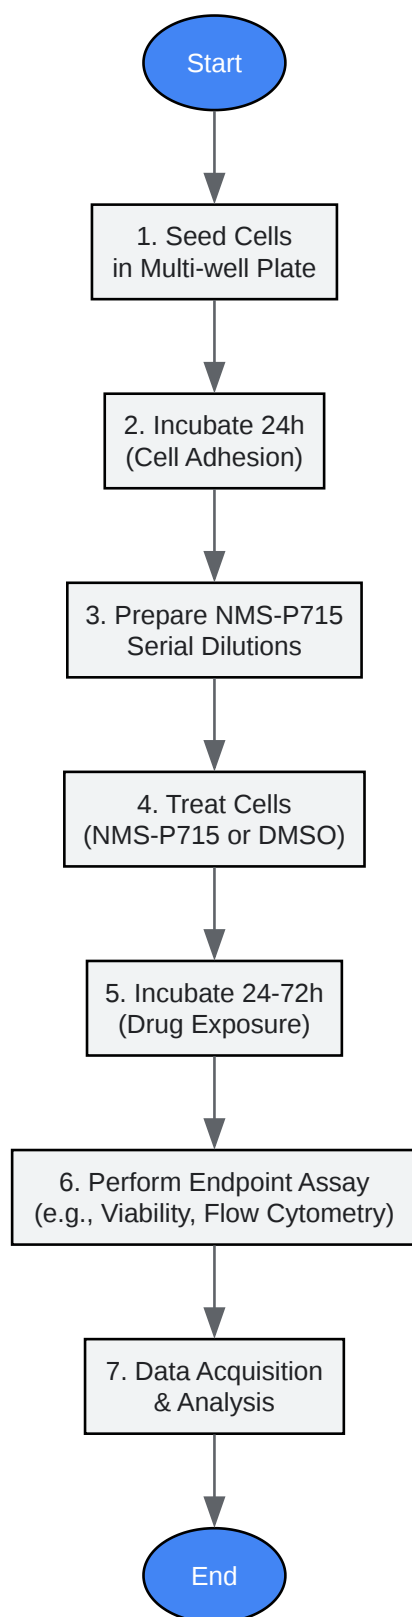 Start
1. Seed Cells
in Multi-well Plate
2. Incubate 24h
(Cell Adhesion)
3. Prepare NMS-P715
Serial Dilutions
4. Treat Cells
(NMS-P715 or DMSO)
5. Incubate 24-72h
(Drug Exposure)
6. Perform Endpoint Assay
(e.g., Viability, Flow Cytometry)
7. Data Acquisition
& Analysis
End